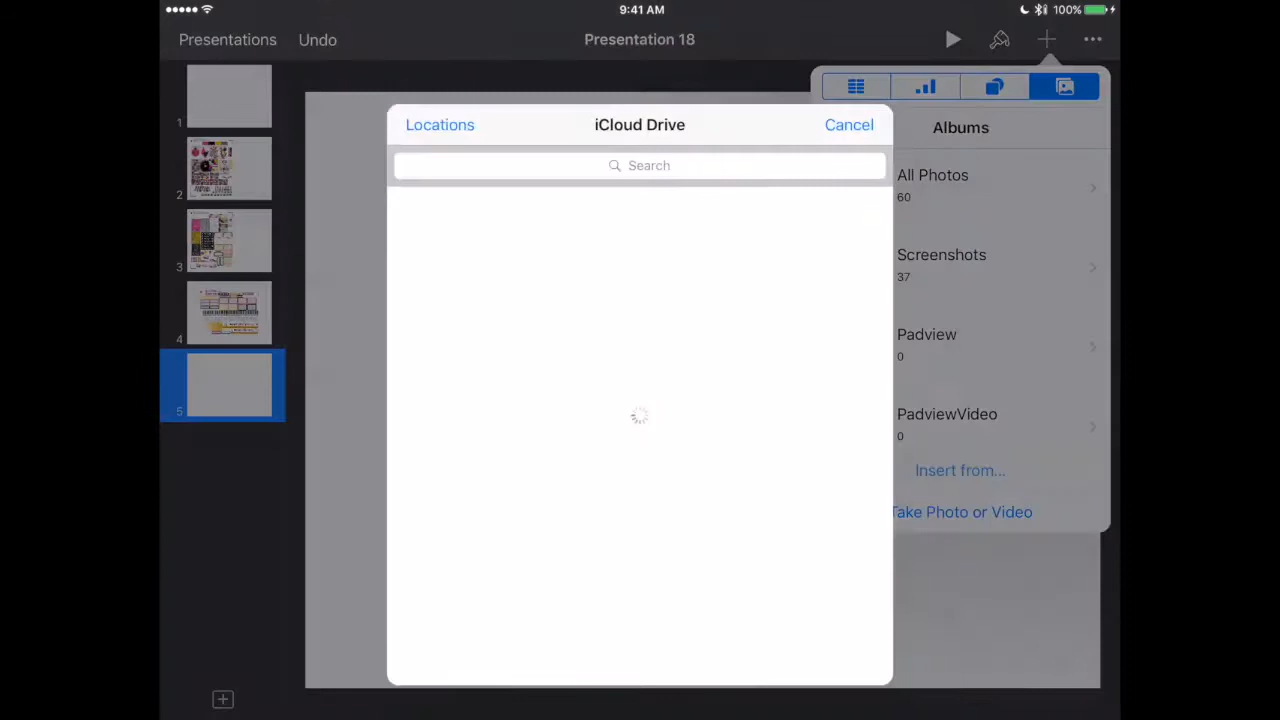 9:41 AM
100%
Presentations
Undo
Presentation 18
Locations
iCloud Drive
Cancel
Search
Albums
All Photos
60
Screenshots
37
Padview
0
PadviewVideo
0
Insert from...
Take Photo or Video
1
2
3
4
5